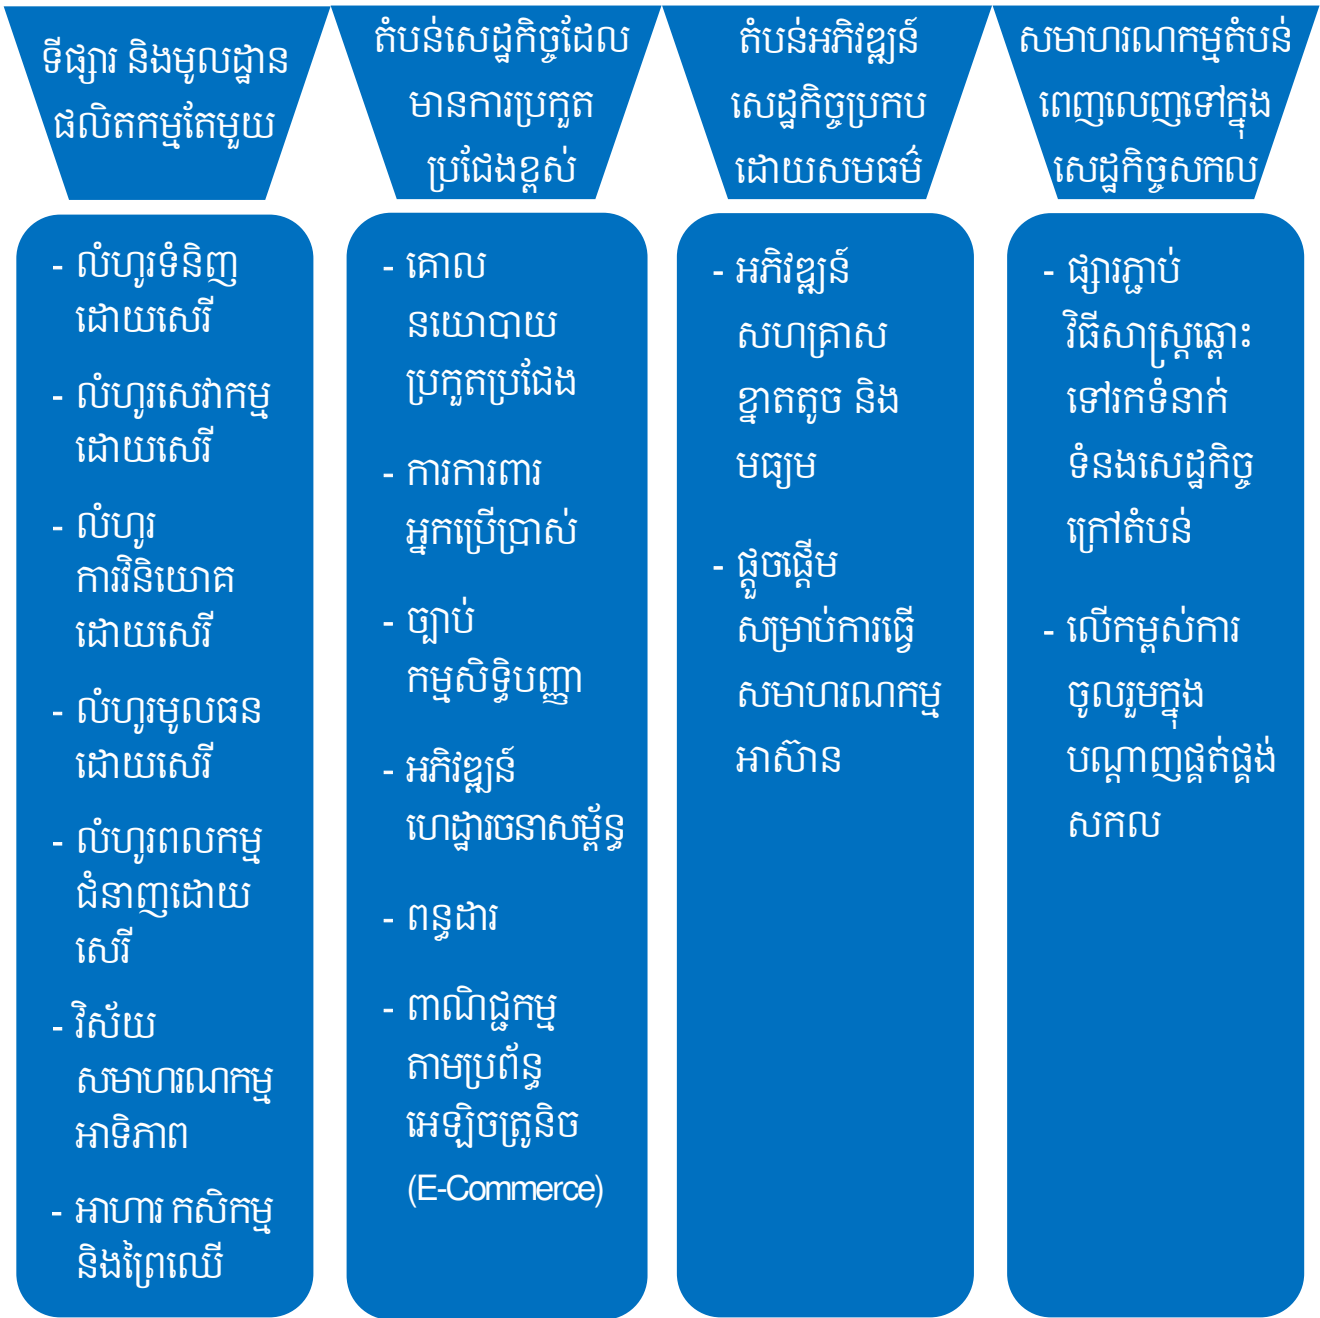 ទីផ្សារ និងមូលដ្ឋាន
ផលិតកម្មតែមួយ
- លំហូរទំនិញ
ដោយសេរី
- លំហូរសេវាកម្ម
ដោយសេរី
- លំហូរ
ការវិនិយោគ
ដោយសេរី
- លំហូរមូលធន
ដោយសេរី
- លំហូរពលកម្ម
ជំនាញដោយ
សេរី
- វិស័យ
សមាហរណកម្ម
អាទិភាព
- អាហារ កសិកម្ម
និងព្រៃឈើ
តំបន់សេដ្ឋកិច្ចដែល
មានការប្រកួត
ប្រជែងខ្ពស់
- គោល
នយោបាយ
ប្រកួតប្រជែង
- ការការពារ
អ្នកប្រើប្រាស់
- ច្បាប់
កម្មសិទ្ធិបញ្ញា
- អភិវឌ្ឍន៍
ហេដ្ឋារចនាសម្ព័ន្ធ
- ពន្ធដារ
- ពាណិជ្ជកម្ម
តាមប្រព័ន្ធ
អេឡិចត្រូនិច
(E-Commerce)
តំបន់អភិវឌ្ឍន៍
សេដ្ឋកិច្ចប្រកប
ដោយសមធម៌
- អភិវឌ្ឍន៍
សហគ្រាស
ខ្នាតតូច និង
មធ្យម
- ផ្តួចផ្តើម
សម្រាប់ការធ្វើ
សមាហរណកម្ម
អាស៊ាន
សមាហរណកម្មតំបន់
ពេញលេញទៅក្នុង
សេដ្ឋកិច្ចសកល
- ផ្សារភ្ជាប់
វិធីសាស្ត្រឆ្ពោះ
ទៅរកទំនាក់
ទំនងសេដ្ឋកិច្ច
ក្រៅតំបន់
- លើកម្ពស់ការ
ចូលរួមក្នុង
បណ្តាញផ្គត់ផ្គង់
សកល